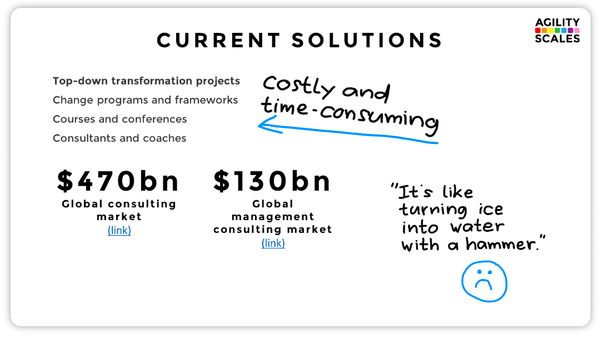 AGILITY
SCALES
CURRENT SOLUTIONS
Top-down transformation projects
Change programs and frameworks
Courses and conferences
Consultants and coaches
Costly and
time-consuming
$470bn
Global consulting
market
(link)
$130bn
Global
management
consulting market
(link)
"It's like
turning ice
into water
with a hammer."